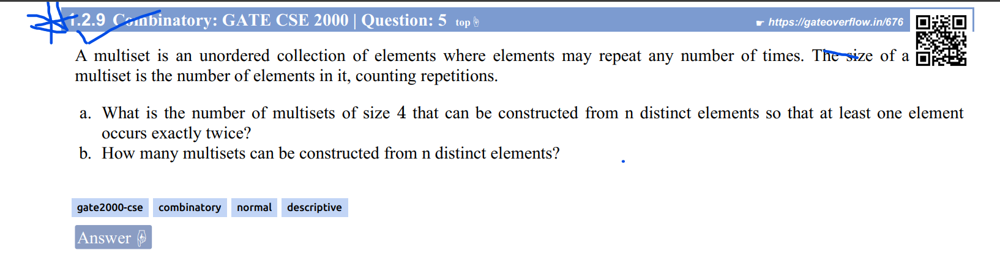 1.2.9 Combinatory: GATE CSE 2000 | Question: 5 top
https://gateoverflow.in/676
A multiset is an unordered collection of elements where elements may repeat any number of times. The size of a
multiset is the number of elements in it, counting repetitions.
a. What is the number of multisets of size 4 that can be constructed from n distinct elements so that at least one element
occurs exactly twice?
b. How many multisets can be constructed from n distinct elements?
gate2000-cse combinatory normal descriptive
Answer